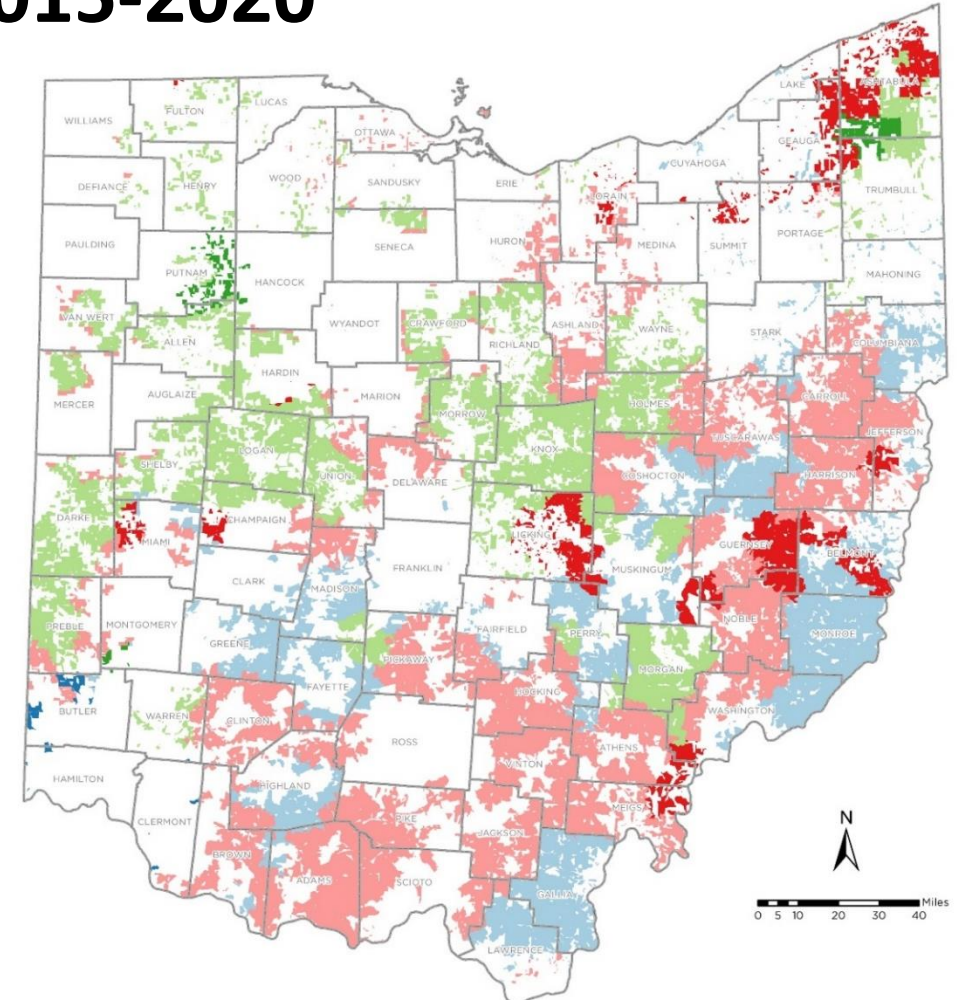 015-2020
LAKE
ASHTABULA
WILLIAMS
FULTON
LUCAS
OTTAWA
GEAUGA
CUYAHOGA
TRUMBULL
DEFIANCE
HENRY
WOOD
SANDUSKY
ERIE
LORAIN
PAULDING
SENECA
HURON
MEDINA
SUMMIT
PORTAGE
PUTNAM
HANCOCK
MAHONING
VAN WERT
ALLEN
WYANDOT
CRAWFORD
RICHLAND
ASHLAND
WAYNE
STARK
COLUMBIANA
MERCER
AUGLAIZE
HARDIN
MARION
MORROW
HOLMES
CARROLL
JEFFERSON
TUSCARAWAS
SHELBY
LOGAN
UNION
DELAWARE
KNOX
COSHOCTON
HARRISON
DARKE
MIAMI
CHAMPAIGN
LICKING
MUSKINGUM
GUERNSEY
BELMONT
CLARK
MADISON
FRANKLIN
PREBLE
MONTGOMERY
GREENE
FAIRFIELD
PERRY
NOBLE
MONROE
FAYETTE
PICKAWAY
MORGAN
BUTLER
WARREN
CLINTON
HOCKING
WASHINGTON
ROSS
ATHENS
HAMILTON
HIGHLAND
VINTON
MEIGS
CLERMONT
PIKE
JACKSON
BROWN
ADAMS
SCIOTO
GALLIA
LAWRENCE
N
Miles
0 5 10 20 30 40